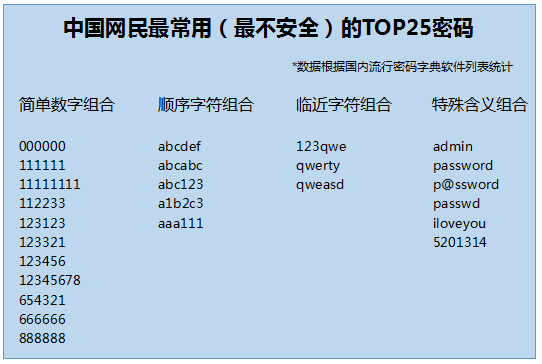 中国网民最常用（最不安全）的TOP25密码
*数据根据国内流行密码字典软件列表统计
简单数字组合
000000
111111
11111111
112233
123123
123321
123456
12345678
654321
666666
888888
顺序字符组合
abcdef
abcabc
abc123
a1b2c3
aaa111
临近字符组合
123qwe
qwerty
qweasd
特殊含义组合
admin
password
p@ssword
passwd
iloveyou
5201314